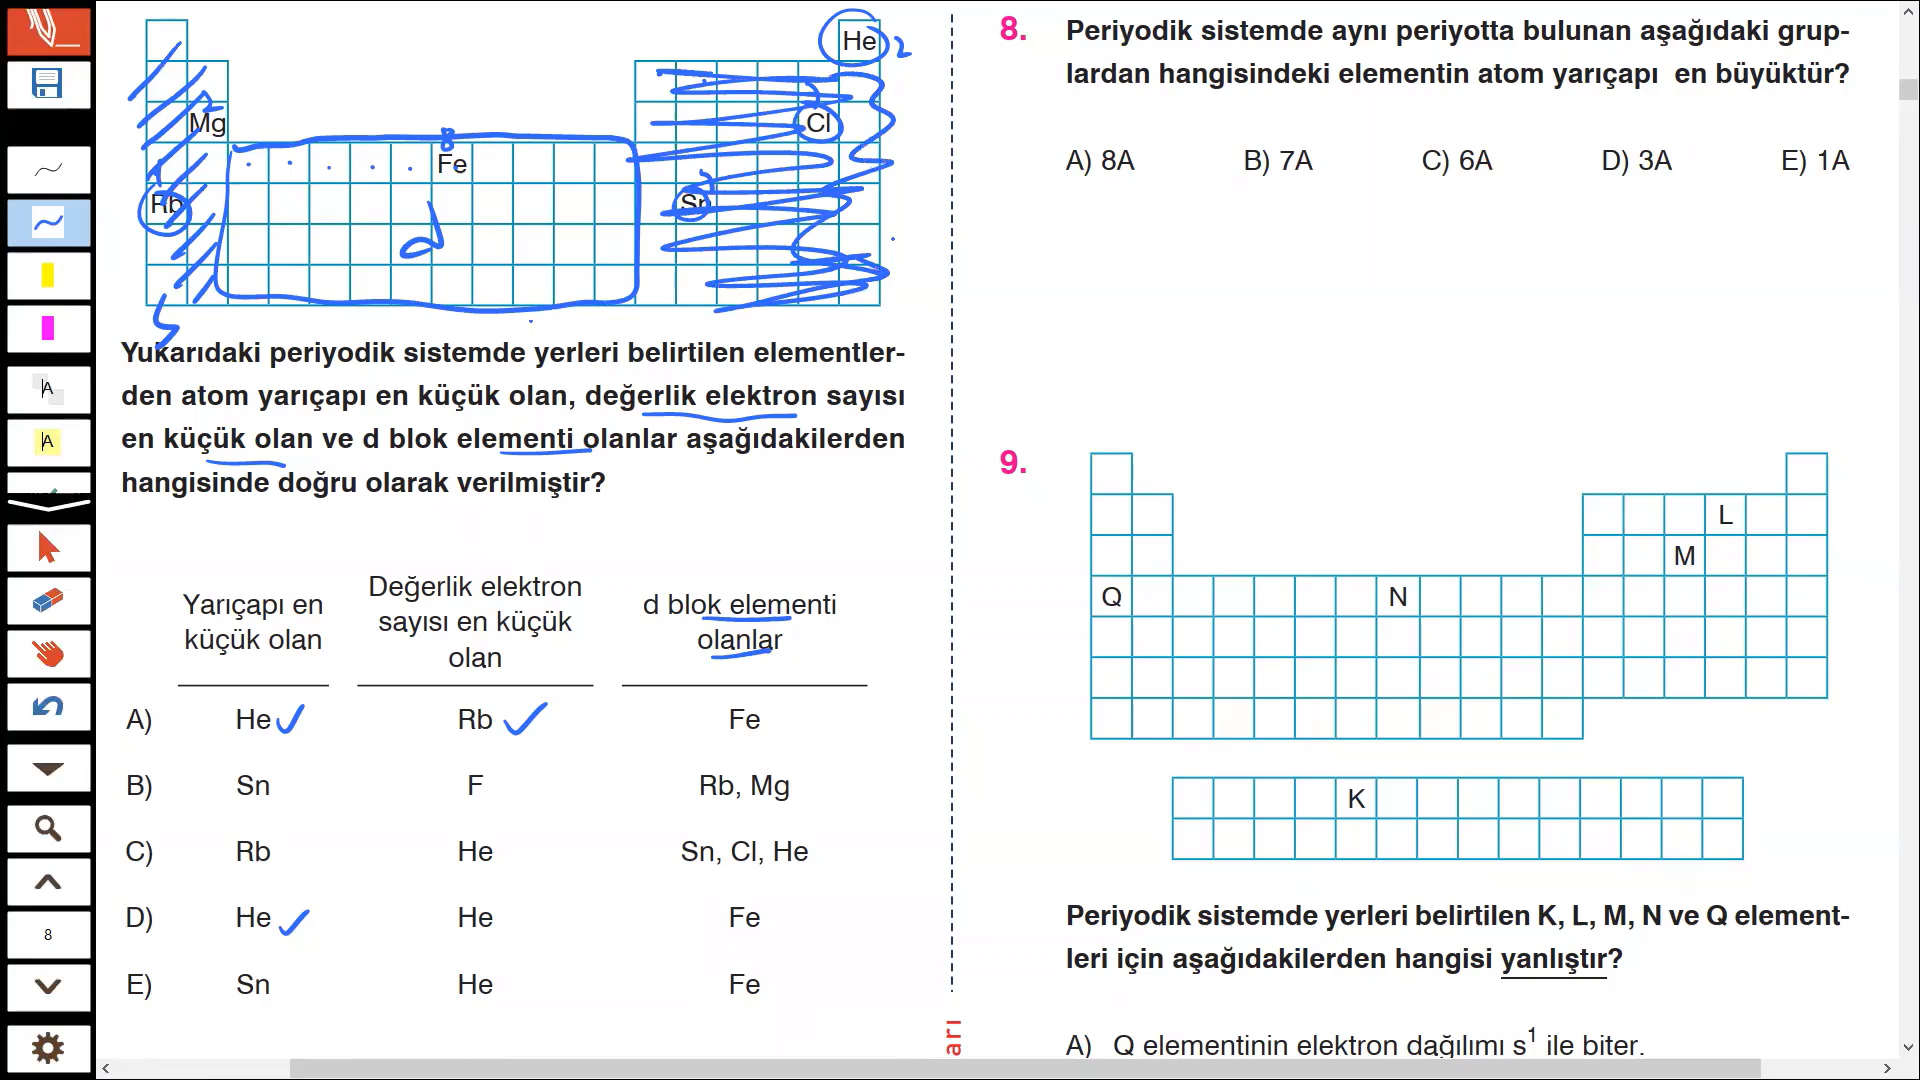 He
2
2
Mg
Cl
8
Fe
Rb
Sn
d
Yukarıdaki periyodik sistemde yerleri belirtilen elementler-
den atom yarıçapı en küçük olan, değerlik elektron sayısı
en küçük olan ve d blok elementi olanlar aşağıdakilerden
hangisinde doğru olarak verilmiştir?
Yarıçapı en
küçük olan
Değerlik elektron
sayısı en küçük
olan
d blok elementi
olanlar
A) He Rb Fe
B) Sn F Rb, Mg
C) Rb He Sn, Cl, He
D) He He Fe
E) Sn He Fe
8. Periyodik sistemde aynı periyotta bulunan aşağıdaki grup-
lardan hangisindeki elementin atom yarıçapı en büyüktür?
A) 8A B) 7A C) 6A D) 3A E) 1A
9.
L
M
Q N
K
Periyodik sistemde yerleri belirtilen K, L, M, N ve Q element-
leri için aşağıdakilerden hangisi yanlıştır?
A) Q elementinin elektron dağılımı s¹ ile biter.
arı
A
A
8